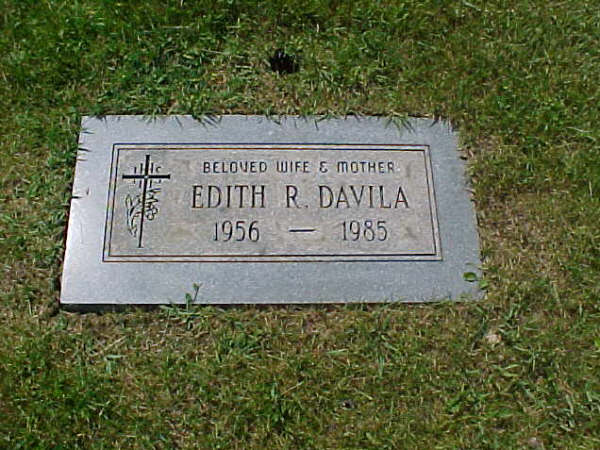 BELOVED WIFE & MOTHER
EDITH R. DAVILA
1956 — 1985